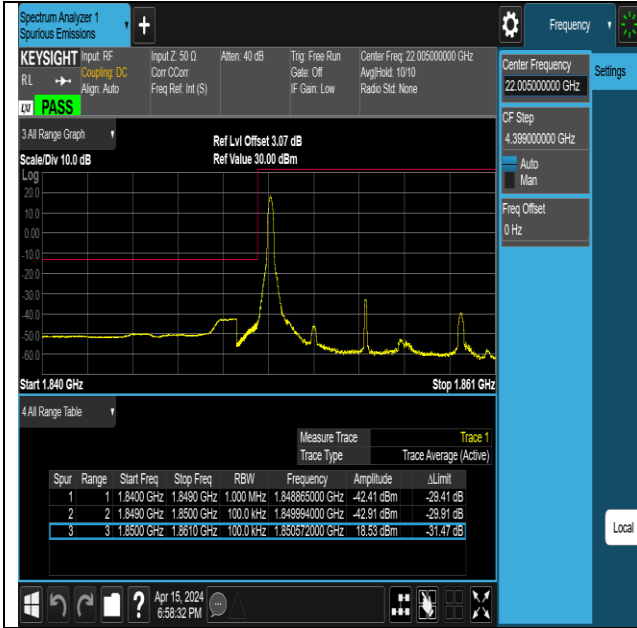 Spectrum Analyzer 1
Spurious Emissions
+
Frequency
KEYSIGHT
RL
LXI PASS
Input: RF
Coupling: DC
Align: Auto
Input Z: 50 Ω
Corr CCorr
Freq Ref: Int (S)
Atten: 40 dB
Trig: Free Run
Gate: Off
IF Gain: Low
Center Freq: 22.005000000 GHz
Avg|Hold: 10/10
Radio Std: None
Center Frequency
22.005000000 GHz
Settings
CF Step
4.399000000 GHz
Auto
Man
Freq Offset
0 Hz
3 All Range Graph
Scale/Div 10.0 dB
Ref Lvl Offset 3.07 dB
Ref Value 30.00 dBm
Log
20.0
10.0
0.00
-10.0
-20.0
-30.0
-40.0
-50.0
-60.0
Start 1.840 GHz
Stop 1.861 GHz
4 All Range Table
Measure Trace Trace 1
Trace Type Trace Average (Active)
Spur Range Start Freq Stop Freq RBW Frequency Amplitude ΔLimit
1 1 1.8400 GHz 1.8490 GHz 1.000 MHz 1.848865000 GHz -42.41 dBm -29.41 dB
2 2 1.8490 GHz 1.8500 GHz 100.0 kHz 1.849994000 GHz -42.91 dBm -29.91 dB
3 3 1.8500 GHz 1.8610 GHz 100.0 kHz 1.850572000 GHz 18.53 dBm -31.47 dB
Local
?
Apr 15, 2024
6:58:32 PM